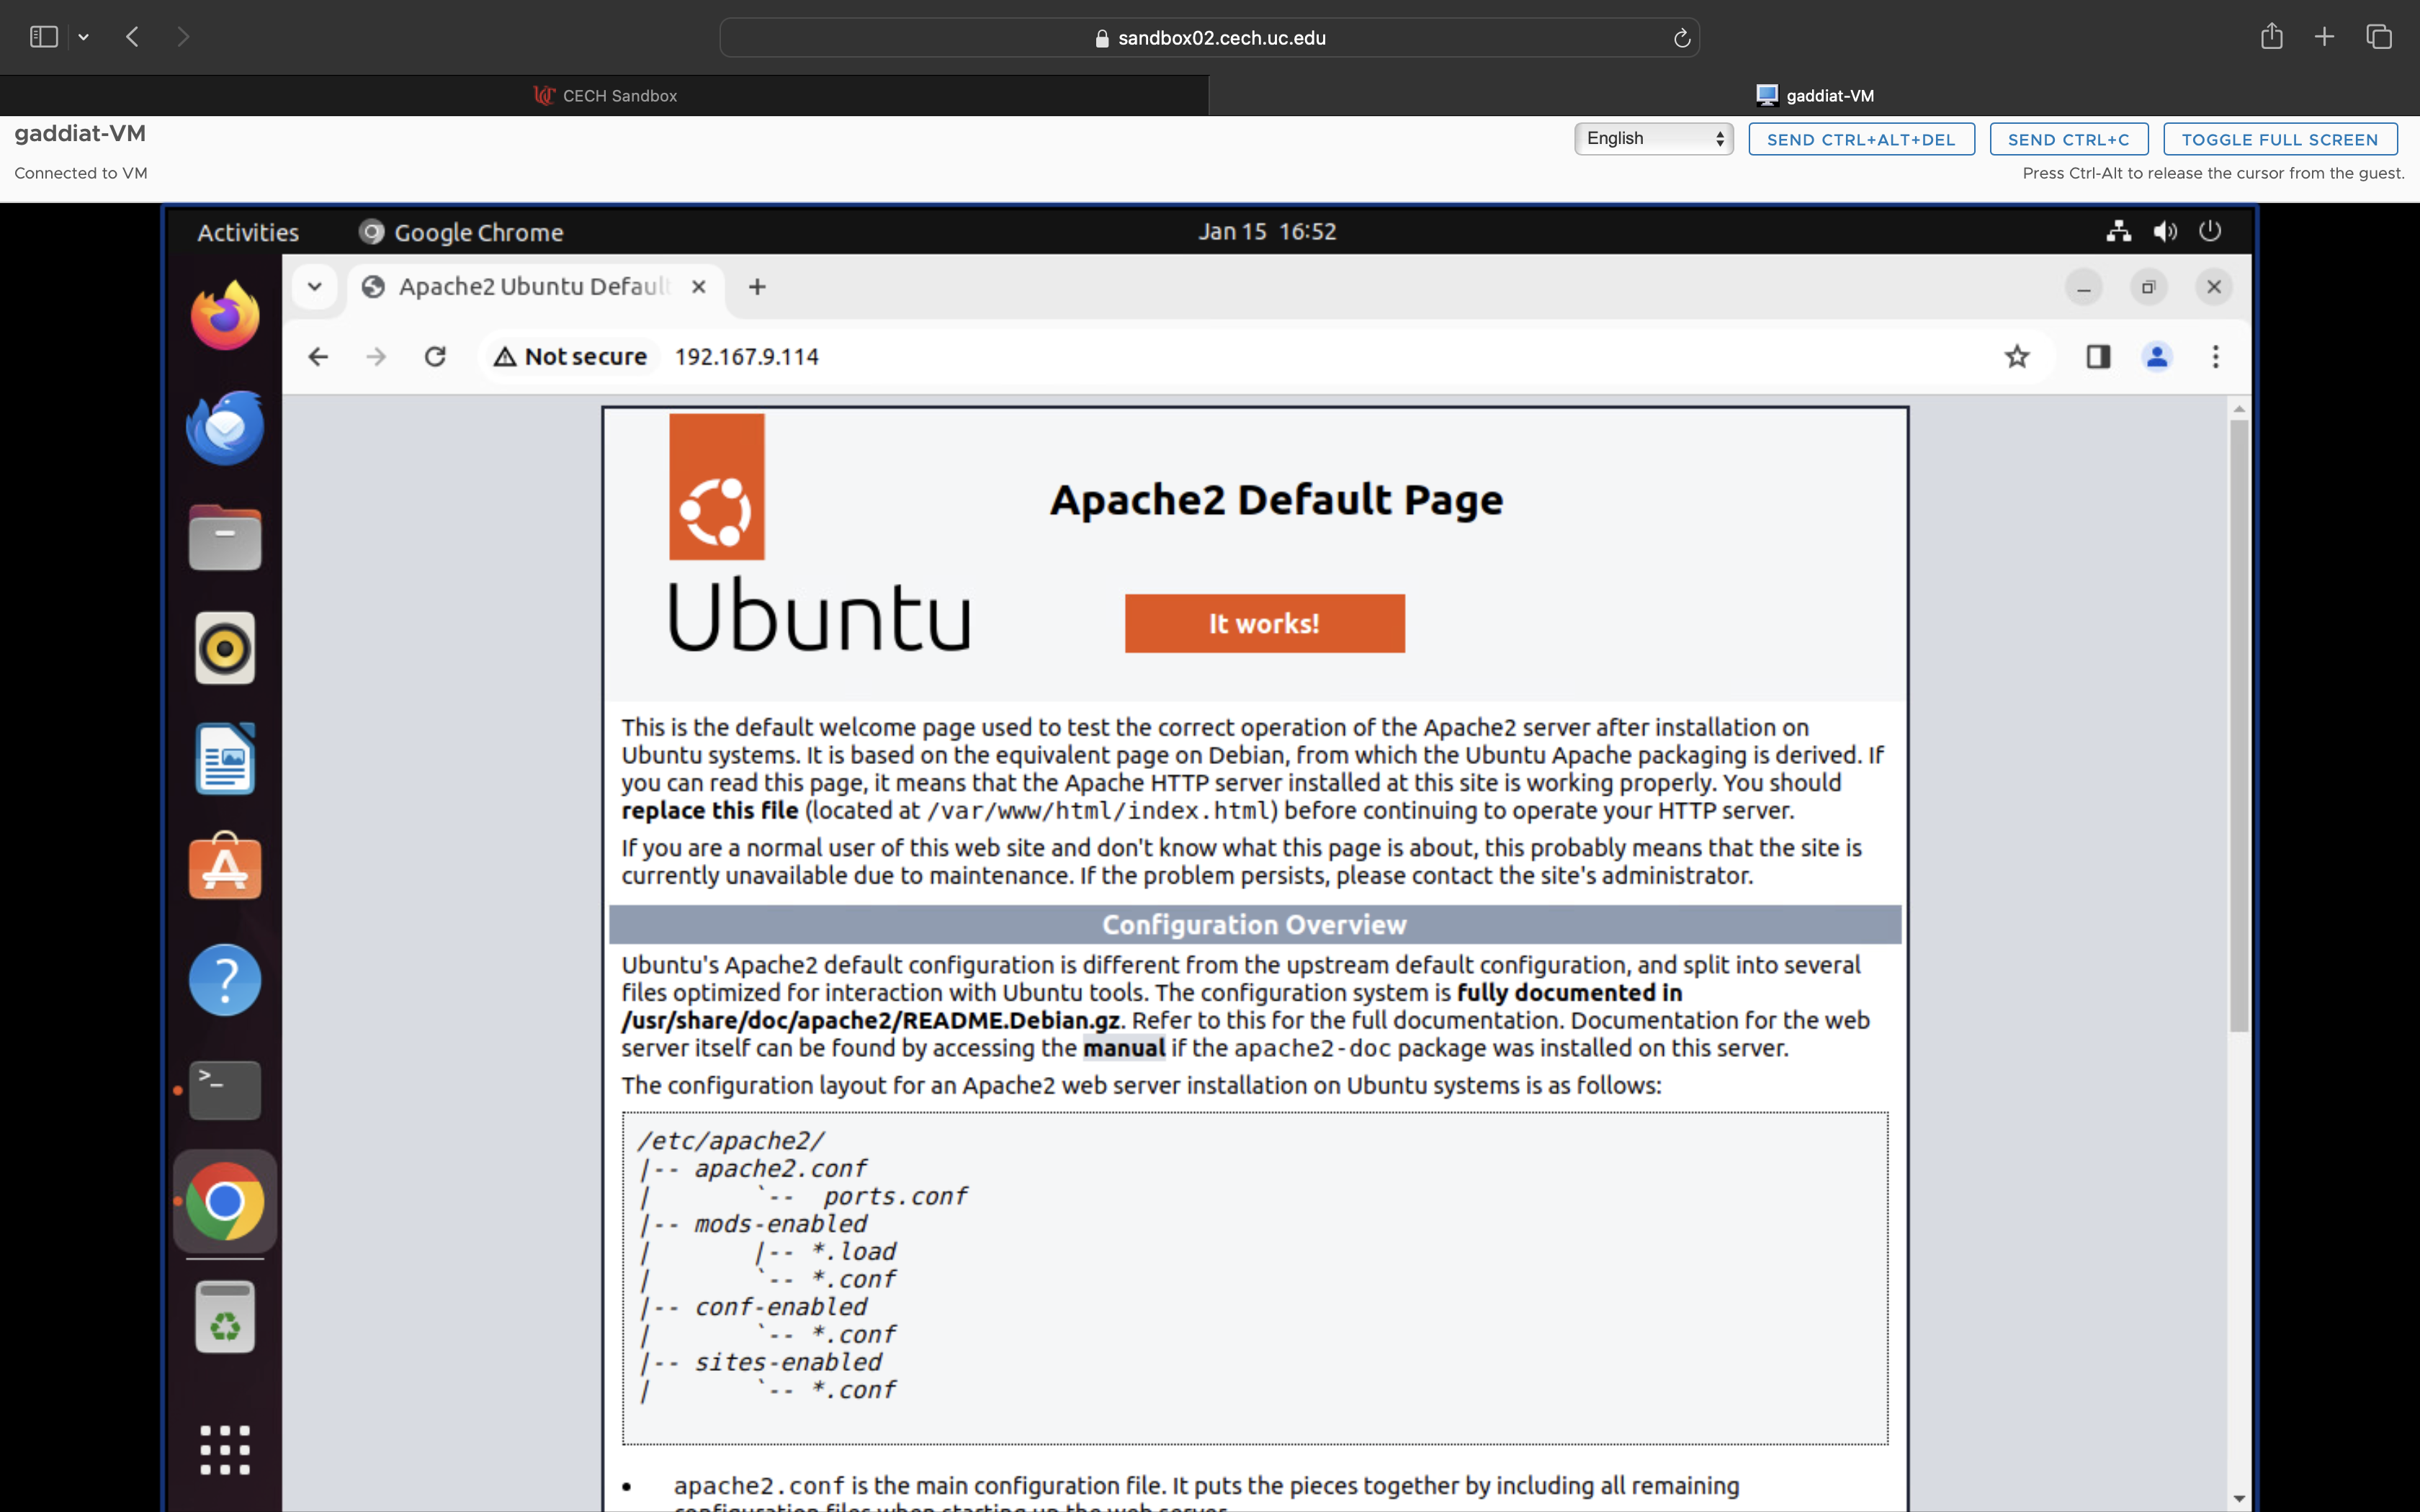 sandbox02.cech.uc.edu
CECH Sandbox
gaddiat-VM
gaddiat-VM
English
SEND CTRL+ALT+DEL
SEND CTRL+C
TOGGLE FULL SCREEN
Connected to VM
Press Ctrl-Alt to release the cursor from the guest.
Activities
Google Chrome
Jan 15 16:52
Apache2 Ubuntu Default
Not secure
192.168.9.114
Apache2 Default Page
Ubuntu
It works!
This is the default welcome page used to test the correct operation of the Apache2 server after installation on
Ubuntu systems. It is based on the equivalent page on Debian, from which the Ubuntu Apache packaging is derived. If
you can read this page, it means that the Apache HTTP server installed at this site is working properly. You should
replace this file (located at /var/www/html/index.html) before continuing to operate your HTTP server.
If you are a normal user of this web site and don't know what this page is about, this probably means that the site is
currently unavailable due to maintenance. If the problem persists, please contact the site's administrator.
Configuration Overview
Ubuntu's Apache2 default configuration is different from the upstream default configuration, and split into several
files optimized for interaction with Ubuntu tools. The configuration system is fully documented in
/usr/share/doc/apache2/README.Debian.gz. Refer to this for the full documentation. Documentation for the web
server itself can be found by accessing the manual if the apache2-doc package was installed on this server.
The configuration layout for an Apache2 web server installation on Ubuntu systems is as follows:
/etc/apache2/
|-- apache2.conf
|       `--  ports.conf
|-- mods-enabled
|       |-- *.load
|       `-- *.conf
|-- conf-enabled
|       `-- *.conf
|-- sites-enabled
|       `-- *.conf
• apache2.conf is the main configuration file. It puts the pieces together by including all remaining
configuration files when starting up the web server.